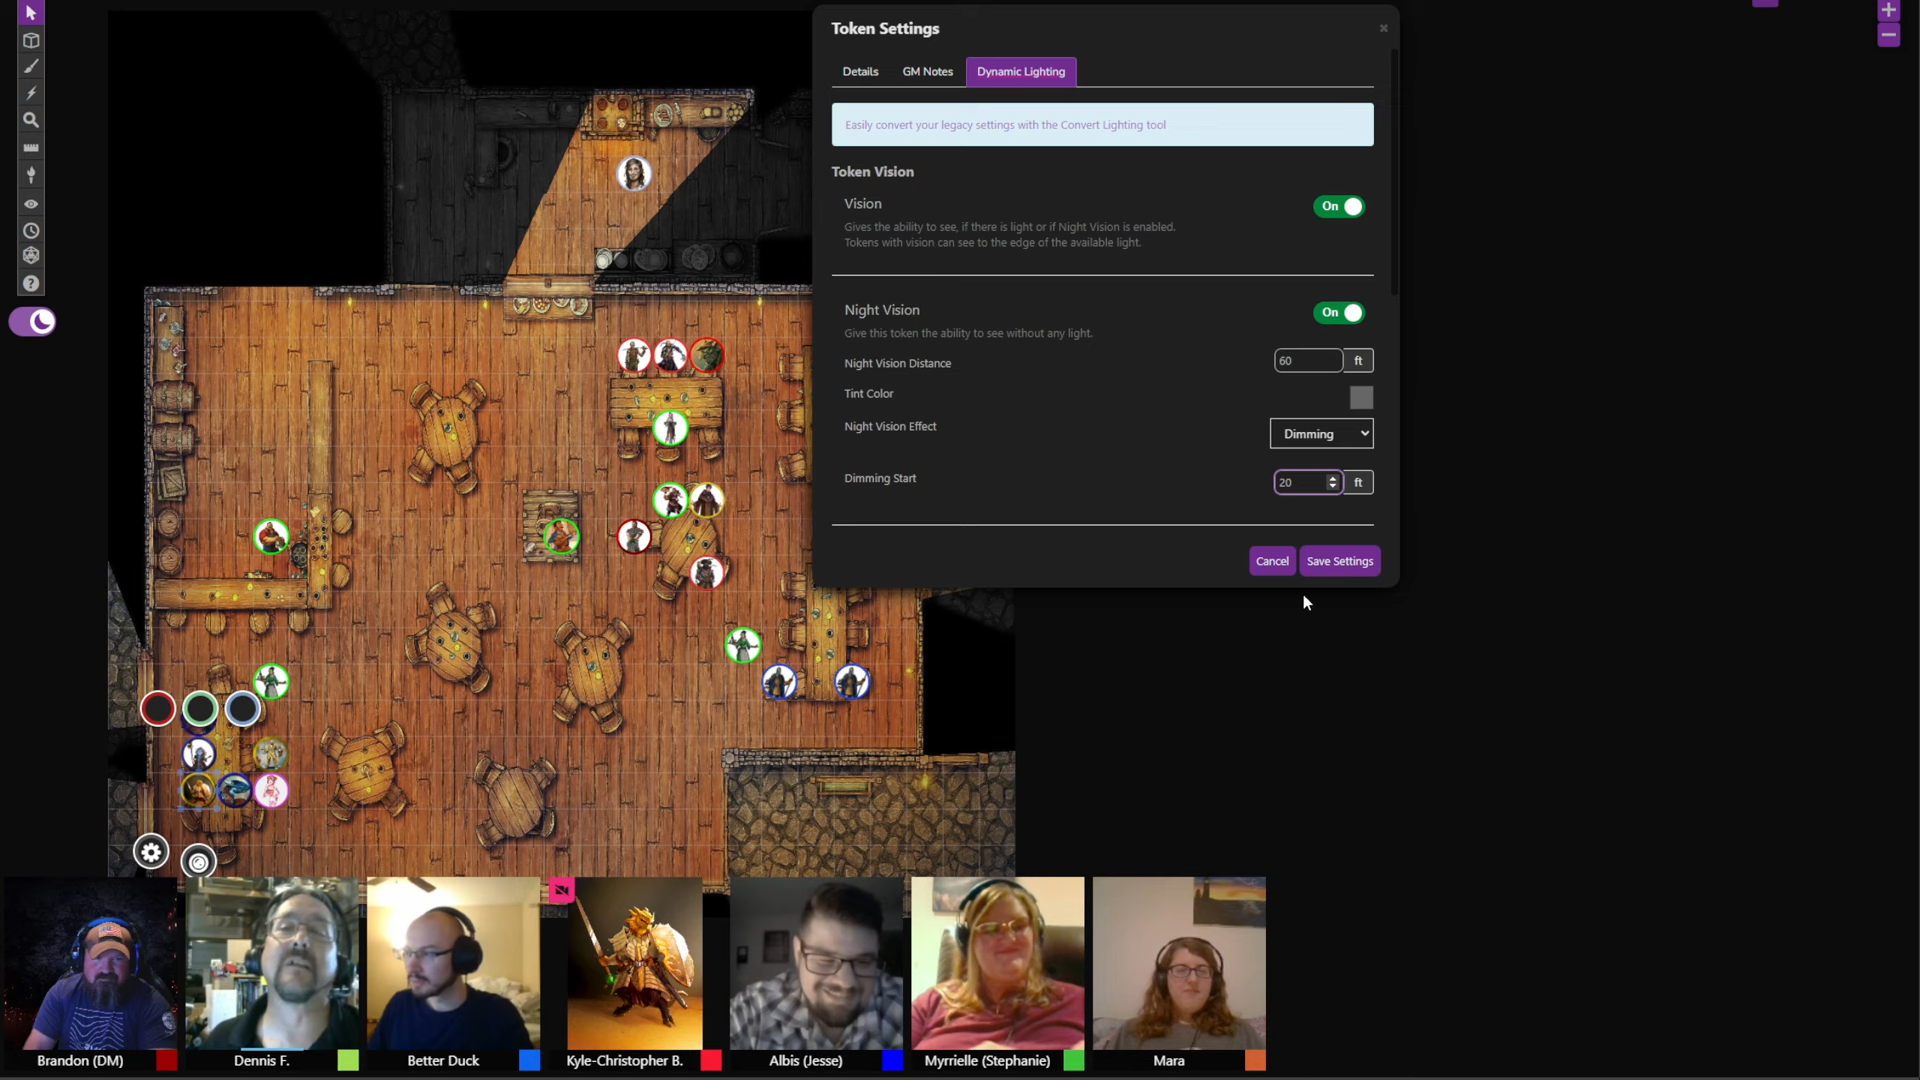 Token Settings
Details
GM Notes
Dynamic Lighting
Easily convert your legacy settings with the Convert Lighting tool
Token Vision
Vision
On
Gives the ability to see, if there is light or if Night Vision is enabled.
Tokens with vision can see to the edge of the available light.
Night Vision
On
Give this token the ability to see without any light.
Night Vision Distance
60
ft
Tint Color
Night Vision Effect
Dimming
Dimming Start
20
ft
Cancel
Save Settings
Brandon (DM)
Dennis F.
Better Duck
Kyle-Christopher B.
Albis (Jesse)
Myrrielle (Stephanie)
Mara